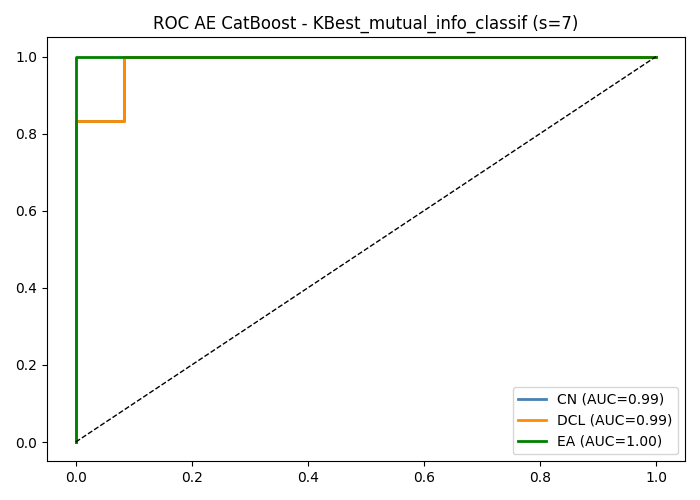 ROC AE CatBoost - KBest_mutual_info_classif (s=7)
1.0
0.8
0.6
0.4
0.2
0.0
CN (AUC=0.99)
DCL (AUC=0.99)
EA (AUC=1.00)
0.0 0.2 0.4 0.6 0.8 1.0